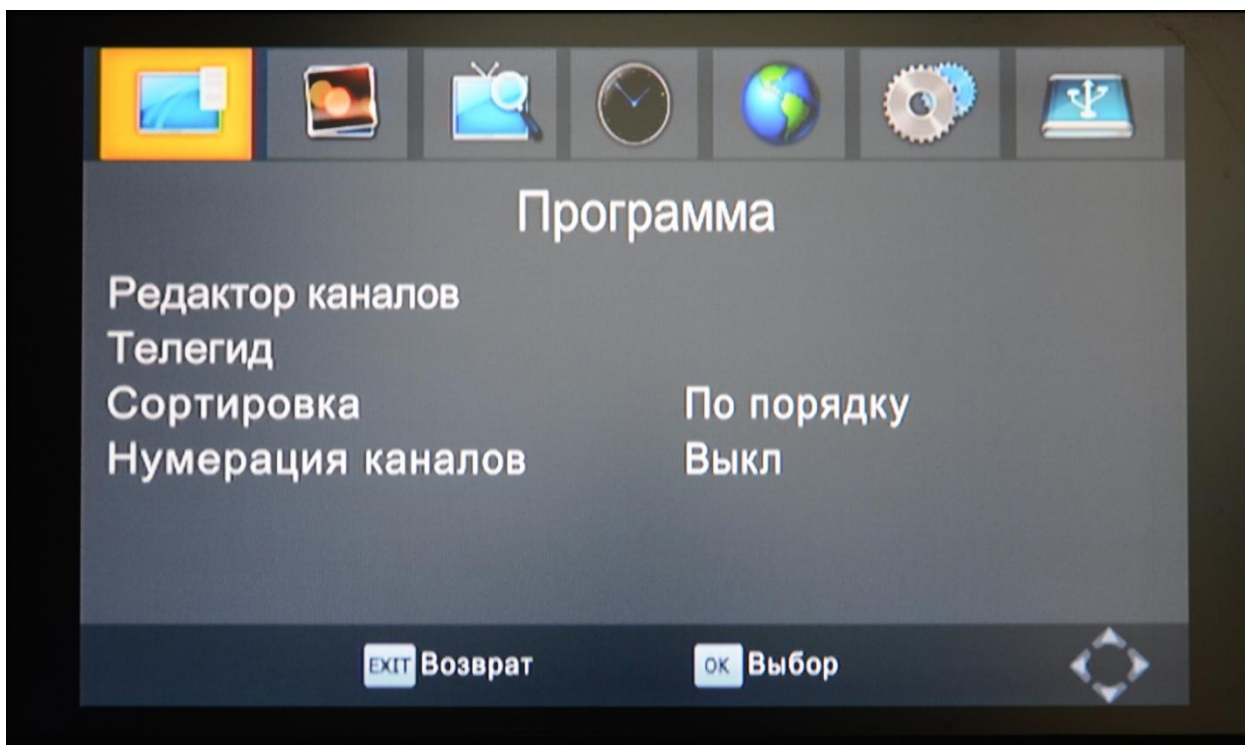 Программа
Редактор каналов
Телегид
Сортировка По порядку
Нумерация каналов Выкл
EXIT Возврат OK Выбор